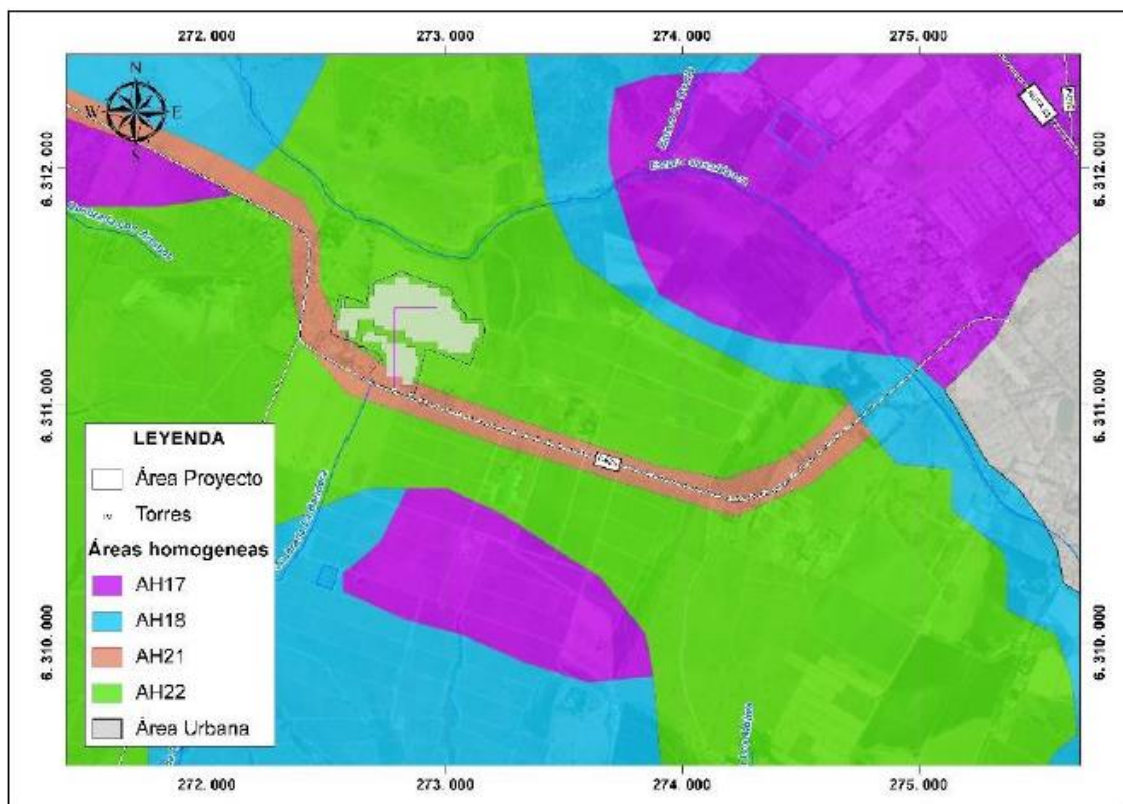 272. 000 273. 000 274. 000 275. 000
N
W E
S
6. 312. 000
6. 312. 000
6. 311. 000
6. 311. 000
6. 310. 000
6. 310. 000
LEYENDA
Área Proyecto
Torres
Áreas homogeneas
AH17
AH18
AH21
AH22
Área Urbana
272. 000 273. 000 274. 000 275. 000